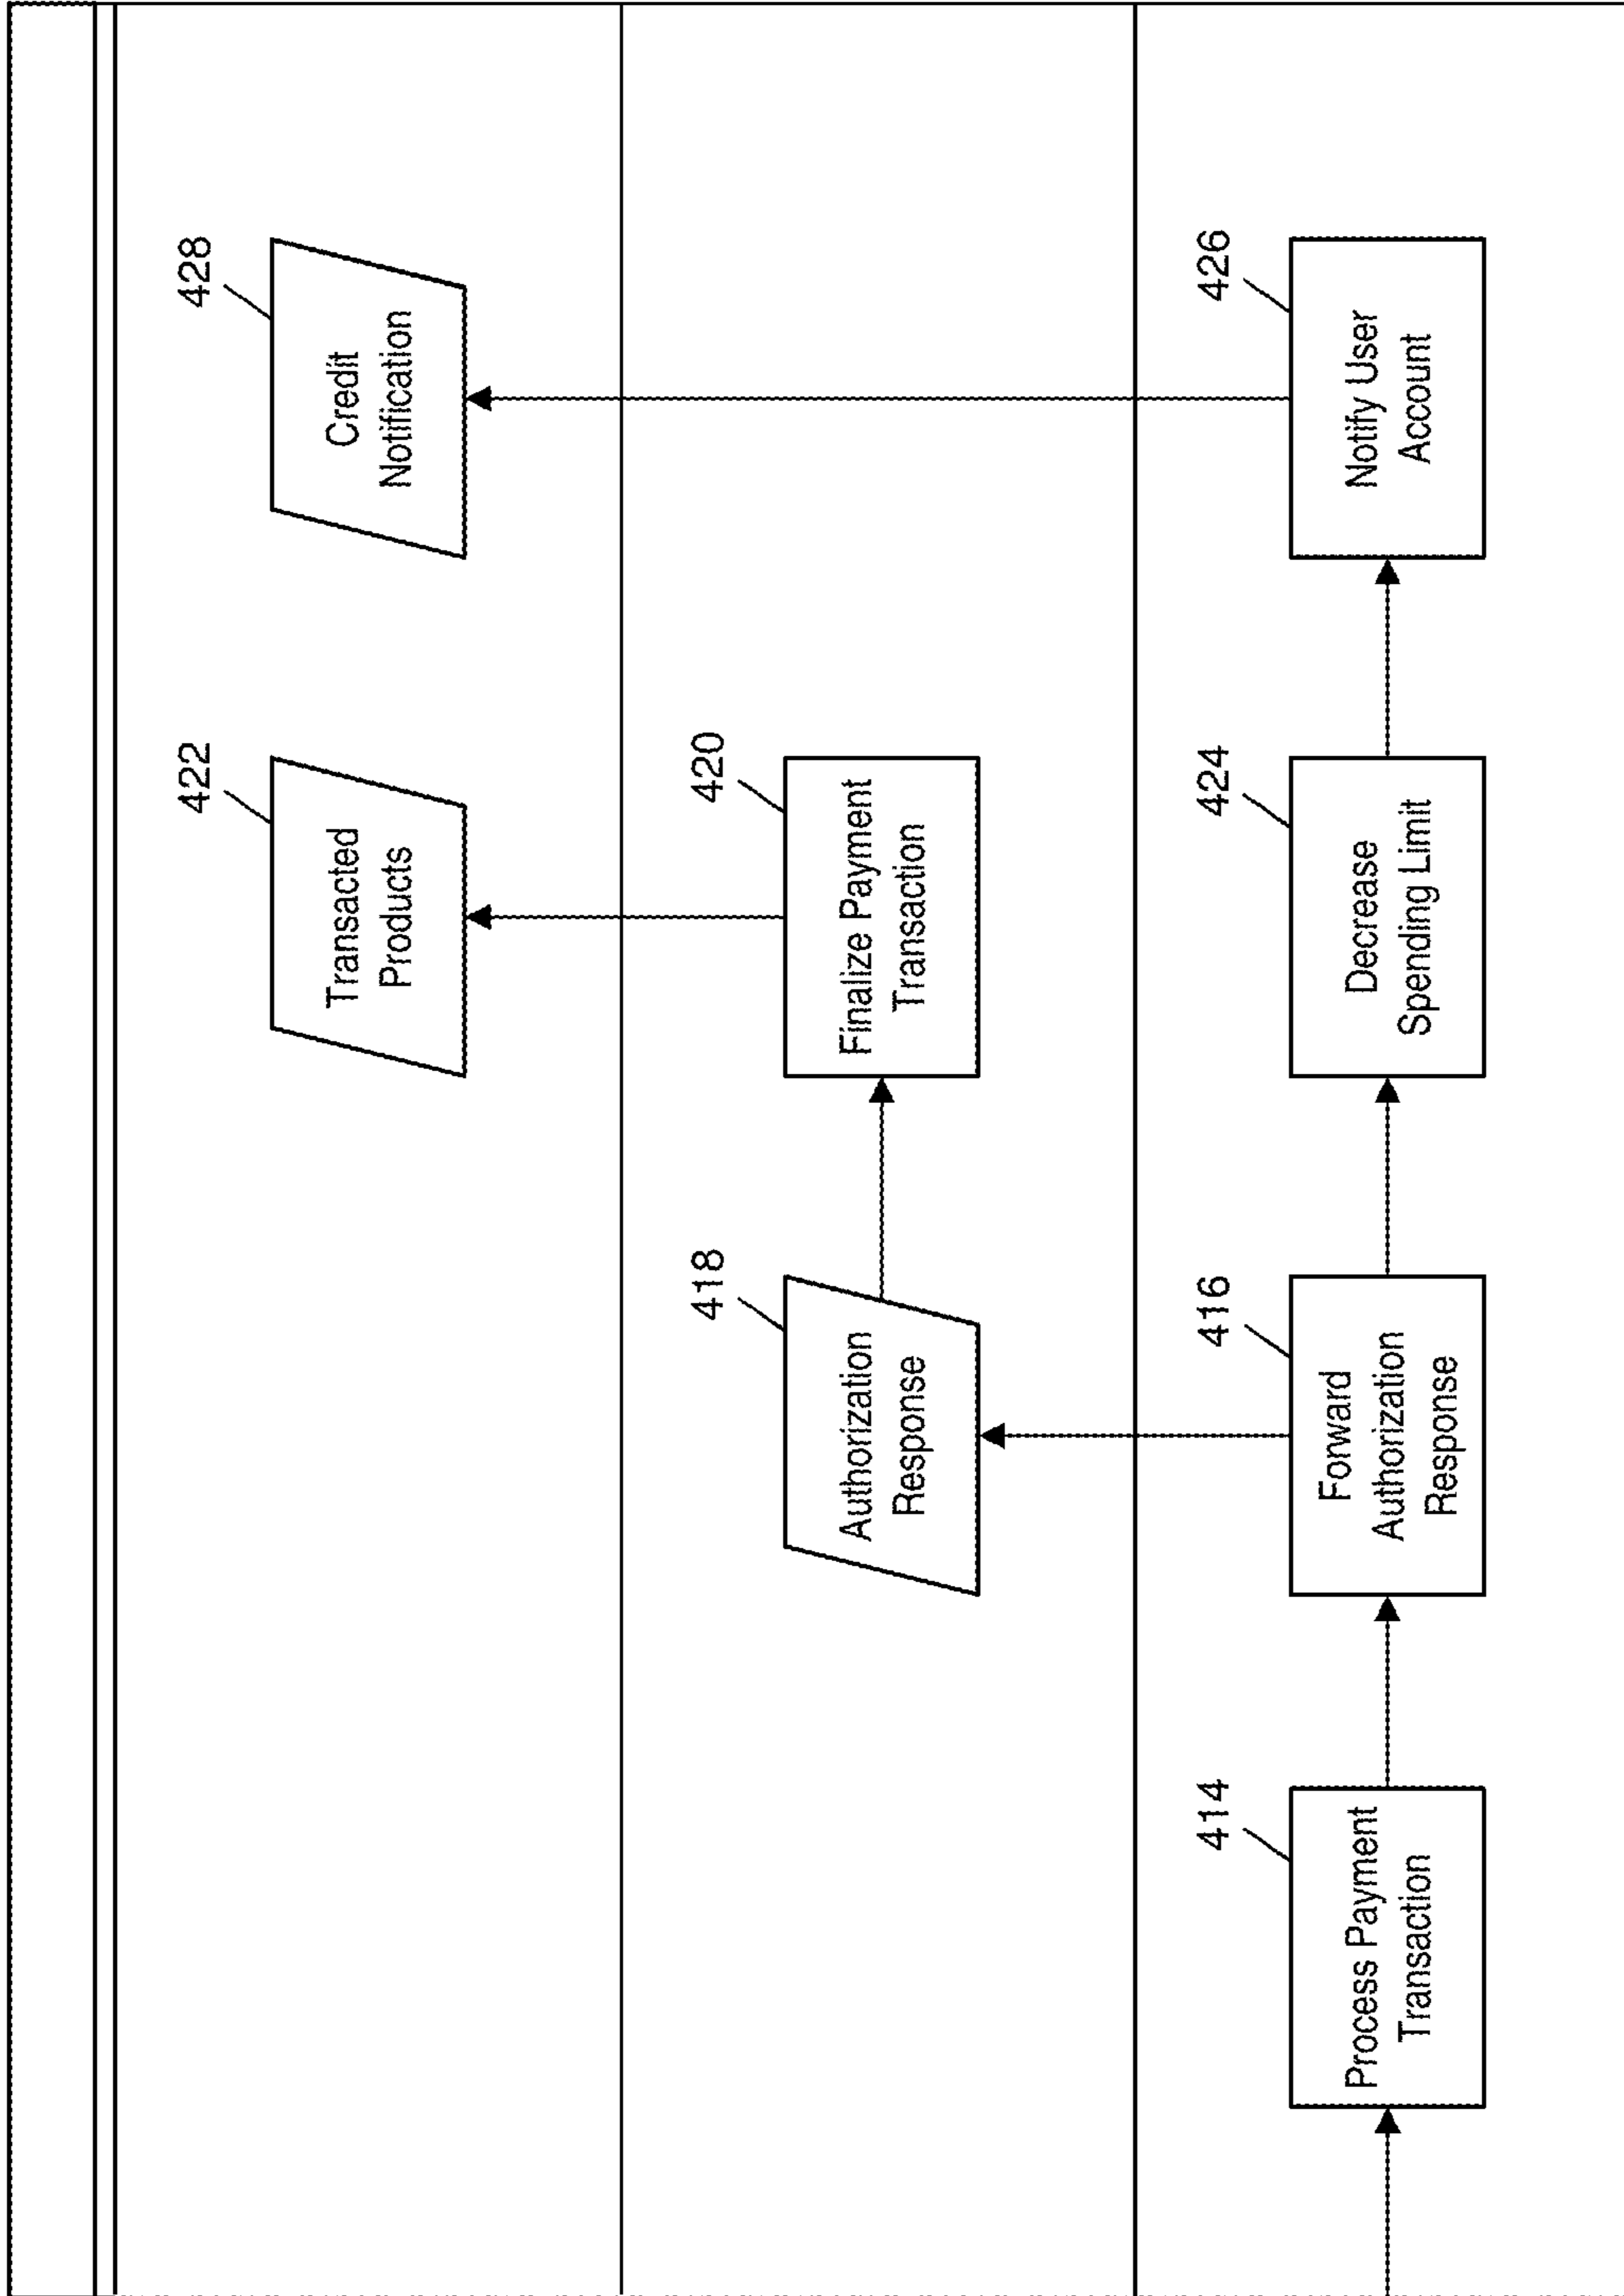 422
Transacted
Products
428
Credit
Notification
418
Authorization
Response
420
Finalize Payment
Transaction
414
Process Payment
Transaction
416
Forward
Authorization
Response
424
Decrease
Spending Limit
426
Notify User
Account